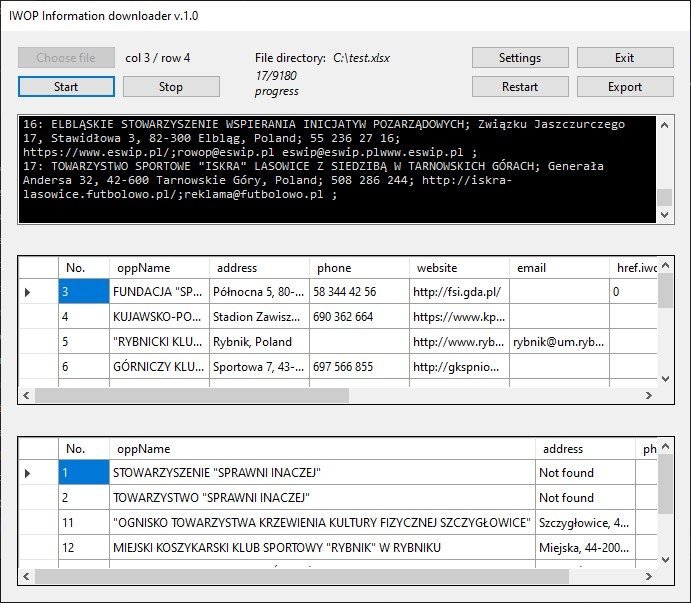 IWOP Information downloader v.1.0
Choose file col 3 / row 4 File directory: C:\test.xlsx Settings Exit
17/9180
progress
Start Stop Restart Export
16: ELBLĄSKIE STOWARZYSZENIE WSPIERANIA INICJATYW POZARZĄDOWYCH; Związku Jaszczurczego
17, Stawidłowa 3, 82-300 Elbląg, Poland; 55 236 27 16;
https://www.eswip.pl/;rowop@eswip.pl eswip@eswip.plwww.eswip.pl ;
17: TOWARZYSTWO SPORTOWE "ISKRA" LASOWICE Z SIEDZIBĄ W TARNOWSKICH GÓRACH; Generała
Andersa 32, 42-600 Tarnowskie Góry, Poland; 508 286 244; http://iskra-
lasowice.futbolowo.pl/;reklama@futbolowo.pl ;
No. oppName address phone website email href.iwo
3 FUNDACJA "SP... Północna 5, 80-... 58 344 42 56 http://fsi.gda.pl/ 0
4 KUJAWSKO-PO... Stadion Zawisz... 690 362 664 https://www.kp...
5 "RYBNICKI KLU... Rybnik, Poland http://www.ryb... rybnik@um.ryb...
6 GÓRNICZY KLU... Sportowa 7, 43-... 697 566 855 http://gkspnio...
No. oppName address ph
1 STOWARZYSZENIE "SPRAWNI INACZEJ" Not found
2 TOWARZYSTWO "SPRAWNI INACZEJ" Not found
11 "OGNISKO TOWARZYSTWA KRZEWIENIA KULTURY FIZYCZNEJ SZCZYGŁOWICE" Szczygłowice, 4...
12 MIEJSKI KOSZYKARSKI KLUB SPORTOWY "RYBNIK" W RYBNIKU Miejska, 44-200...